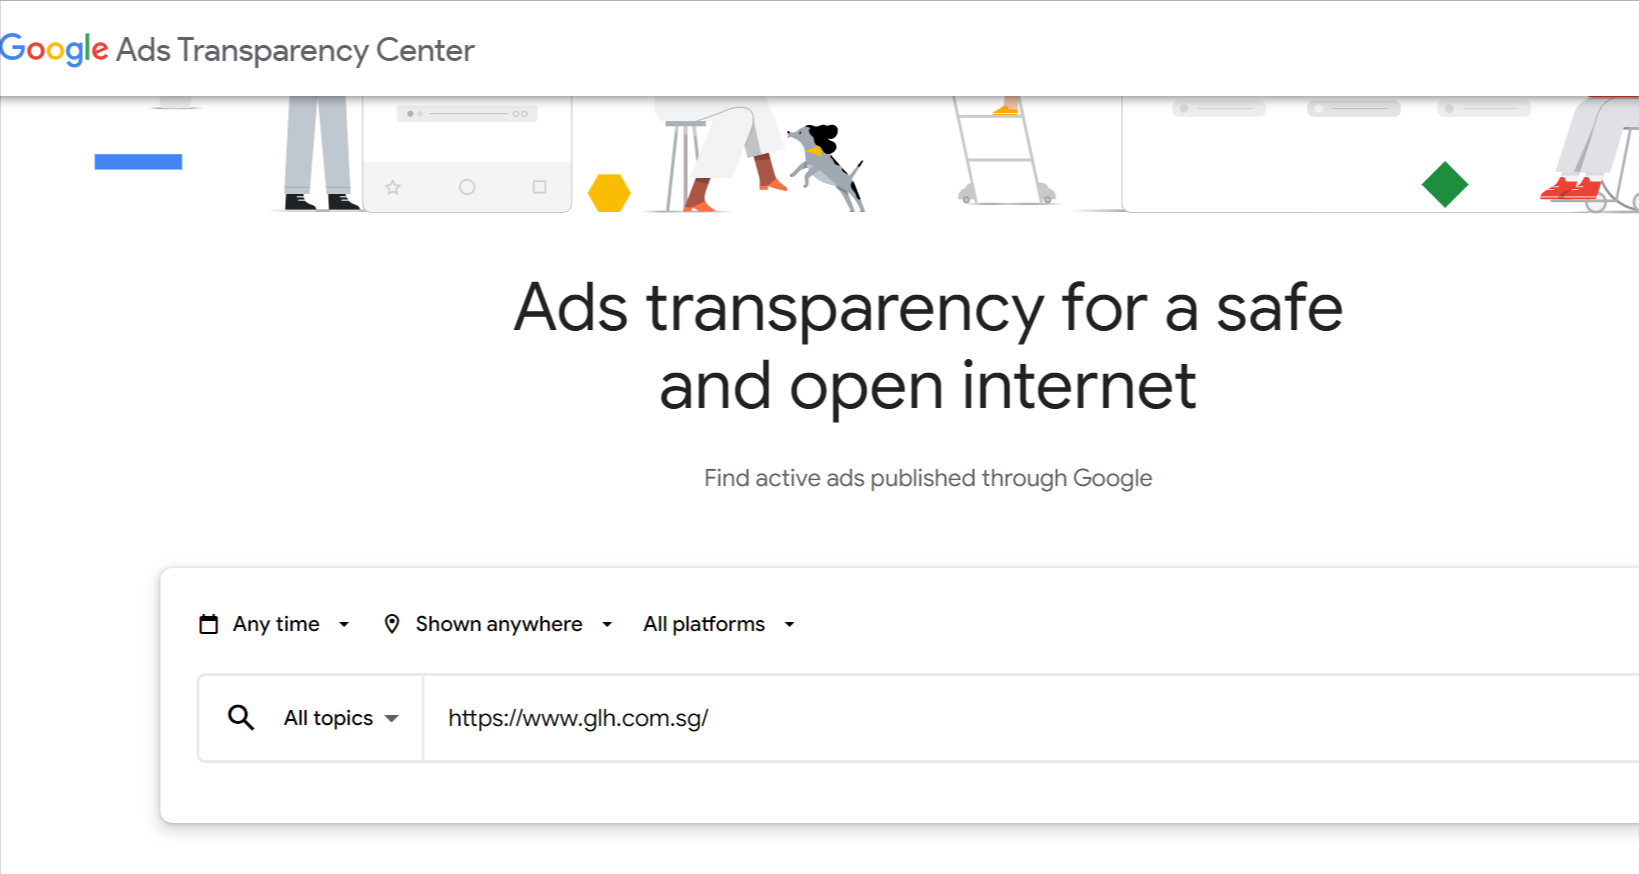 Google Ads Transparency Center
Ads transparency for a safe
and open internet
Find active ads published through Google
Any time Shown anywhere All platforms
All topics https://www.glh.com.sg/